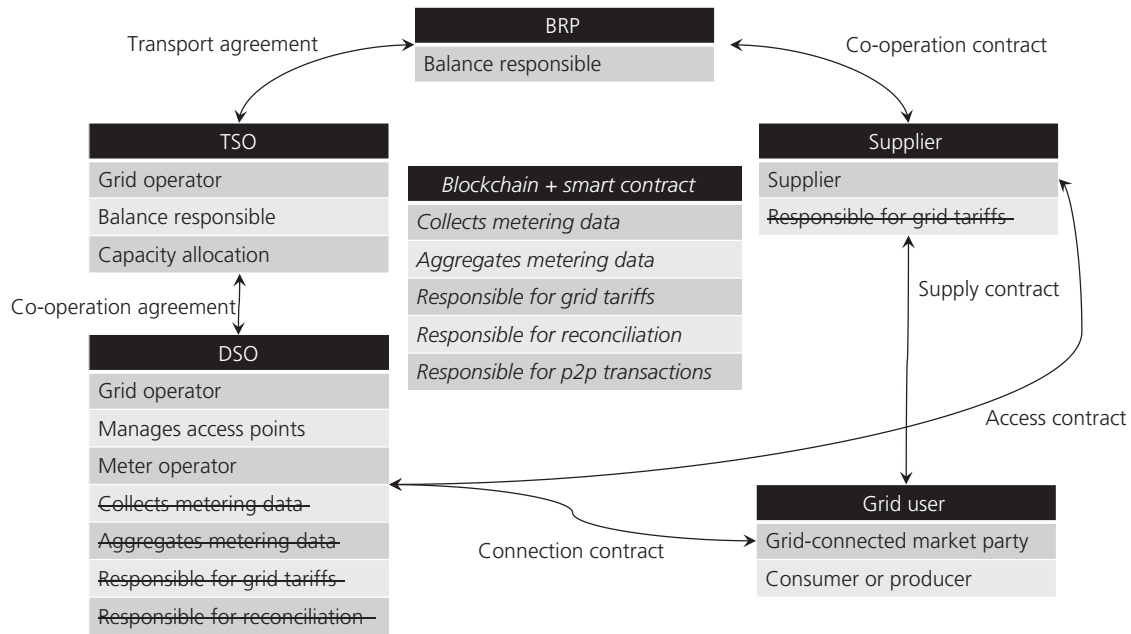 BRP
Balance responsible
Transport agreement
Co-operation contract
TSO
Grid operator
Balance responsible
Capacity allocation
Blockchain + smart contract
Collects metering data
Aggregates metering data
Responsible for grid tariffs
Responsible for reconciliation
Responsible for p2p transactions
Supplier
Supplier
Responsible for grid tariffs
Co-operation agreement
Supply contract
DSO
Grid operator
Manages access points
Meter operator
Collects metering data
Aggregates metering data
Responsible for grid tariffs
Responsible for reconciliation
Access contract
Connection contract
Grid user
Grid-connected market party
Consumer or producer